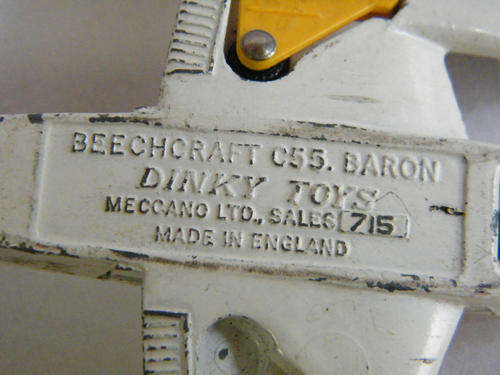 BEECHCRAFT C55. BARON
DINKY TOYS
MECCANO LTD., SALES 715
MADE IN ENGLAND